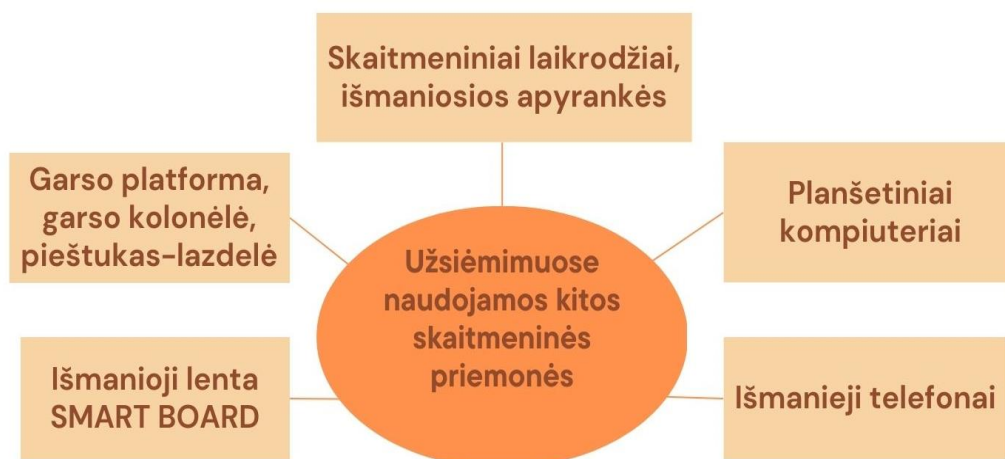 Skaitmeniniai laikrodžiai,
išmaniosios apyrankės
Garso platforma,
garso kolonėlė,
pieštukas-lazdelė
Planšetiniai
kompiuteriai
Užsiėmimuose
naudojamos kitos
skaitmeninės
priemonės
Išmanioji lenta
SMART BOARD
Išmanieji telefonai